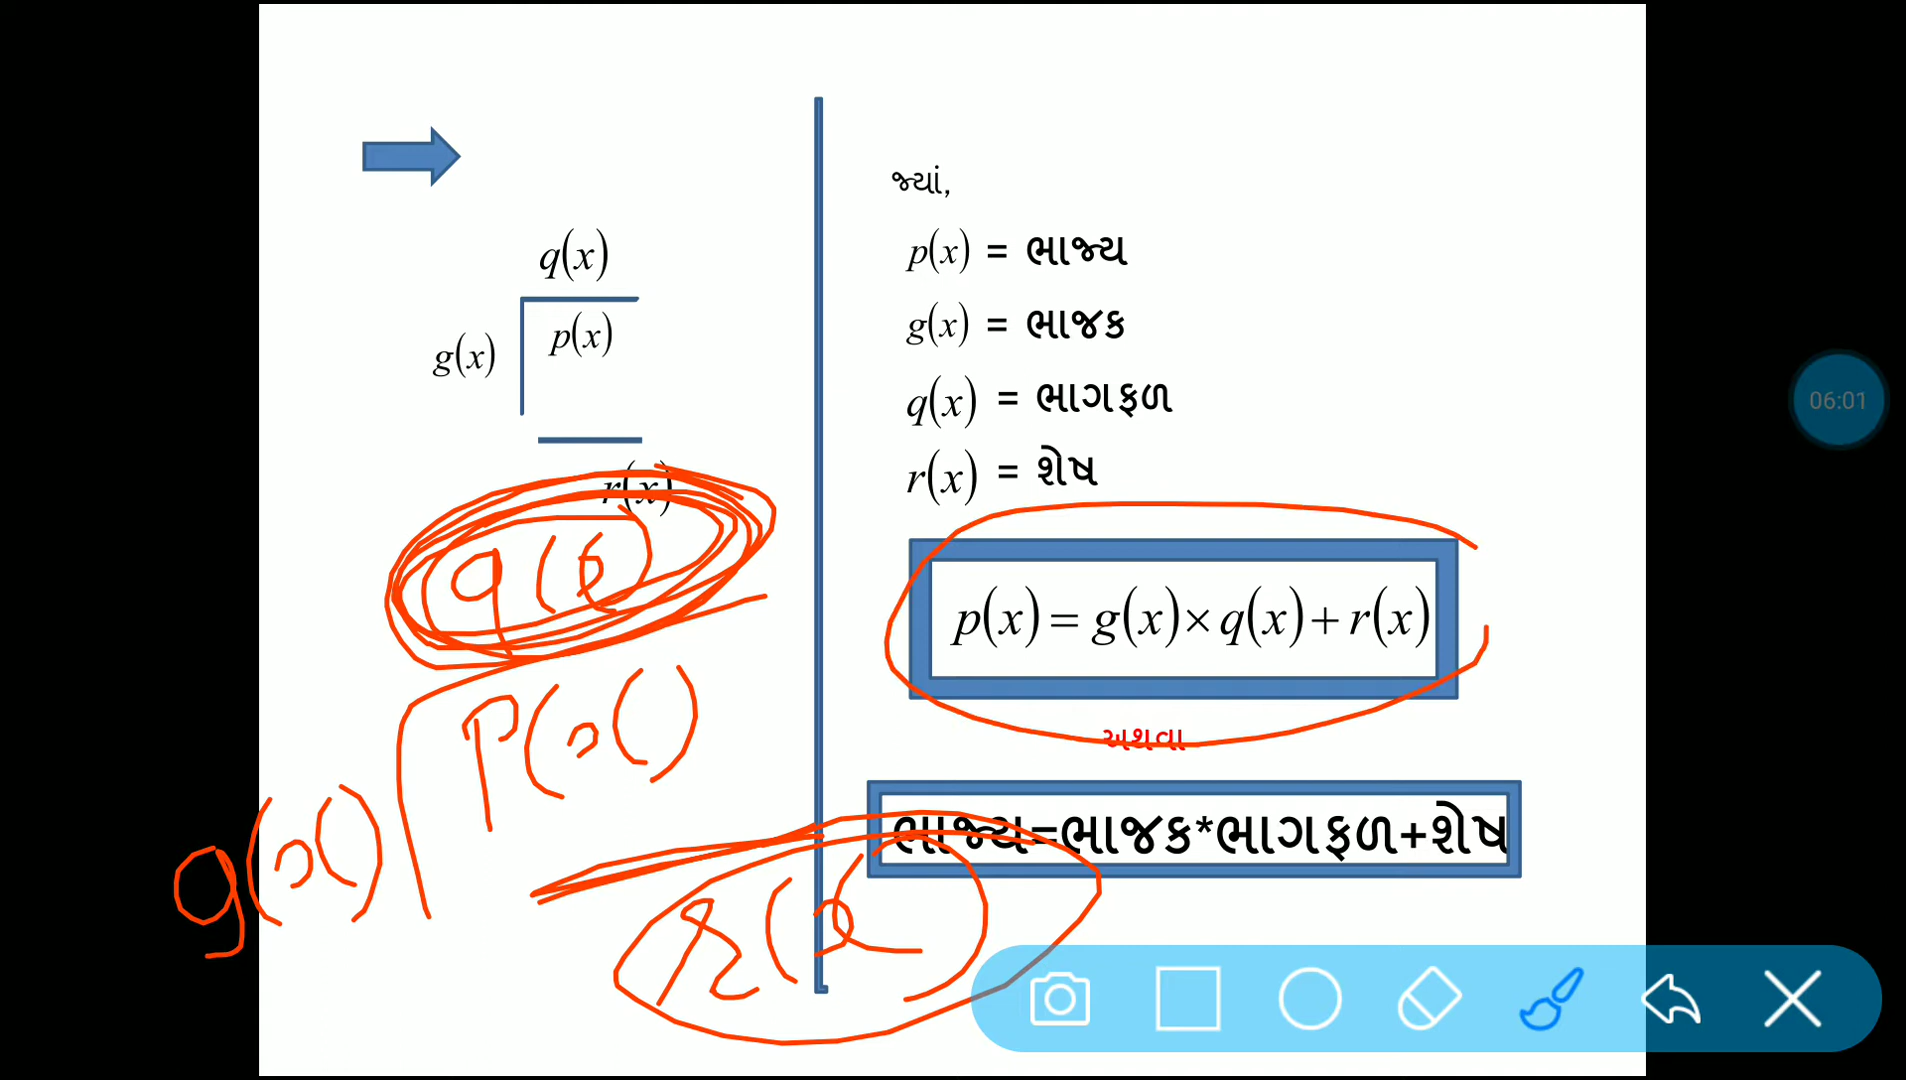 q(x)
g(x) p(x)
r(x)
જ્યાં,
p(x) = ભાજ્ય
g(x) = ભાજક
q(x) = ભાગફળ
r(x) = શેષ
p(x) = g(x) × q(x) + r(x)
અથવા
ભાજ્ય=ભાજક*ભાગફળ+શેષ
q(x)
g(x) p(x)
r(x)
06:01